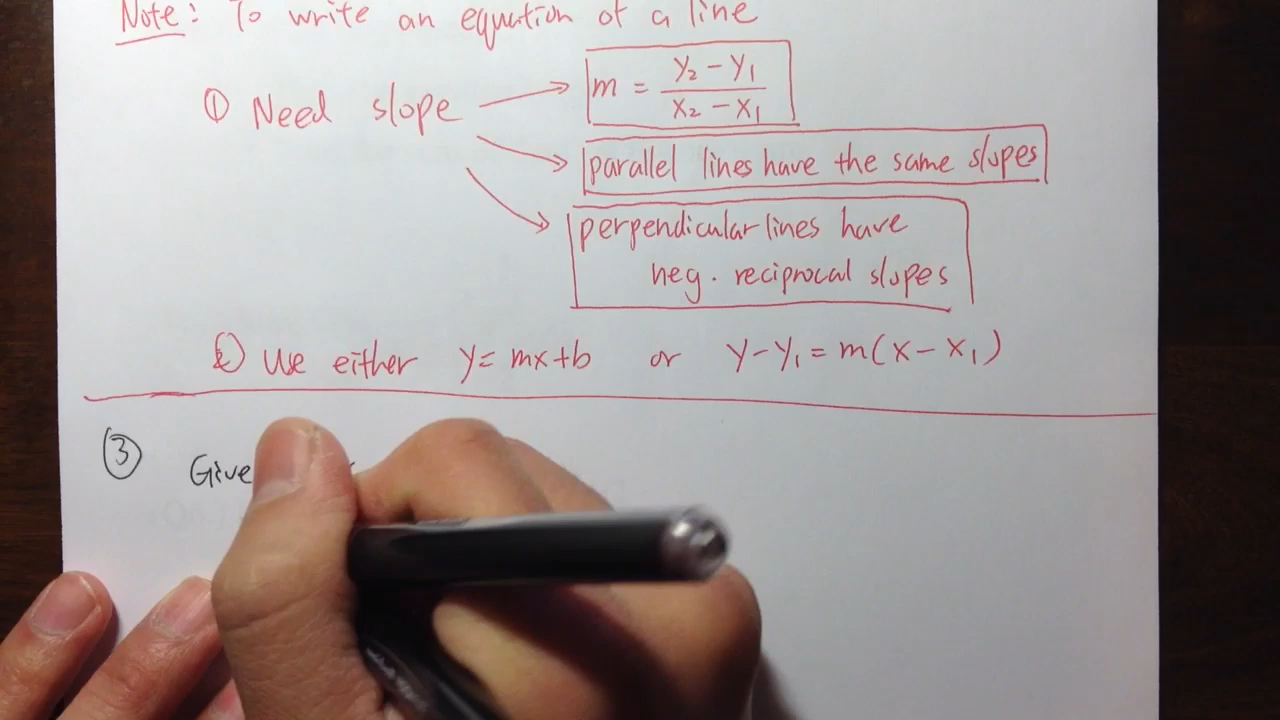 Note: To write an equation of a line
① Need slope → m = (y₂ - y₁)/(x₂ - x₁)
→ parallel lines have the same slopes
→ perpendicular lines have
neg. reciprocal slopes
② We either y = mx+b or y-y₁ = m(x-x₁)
③ Give